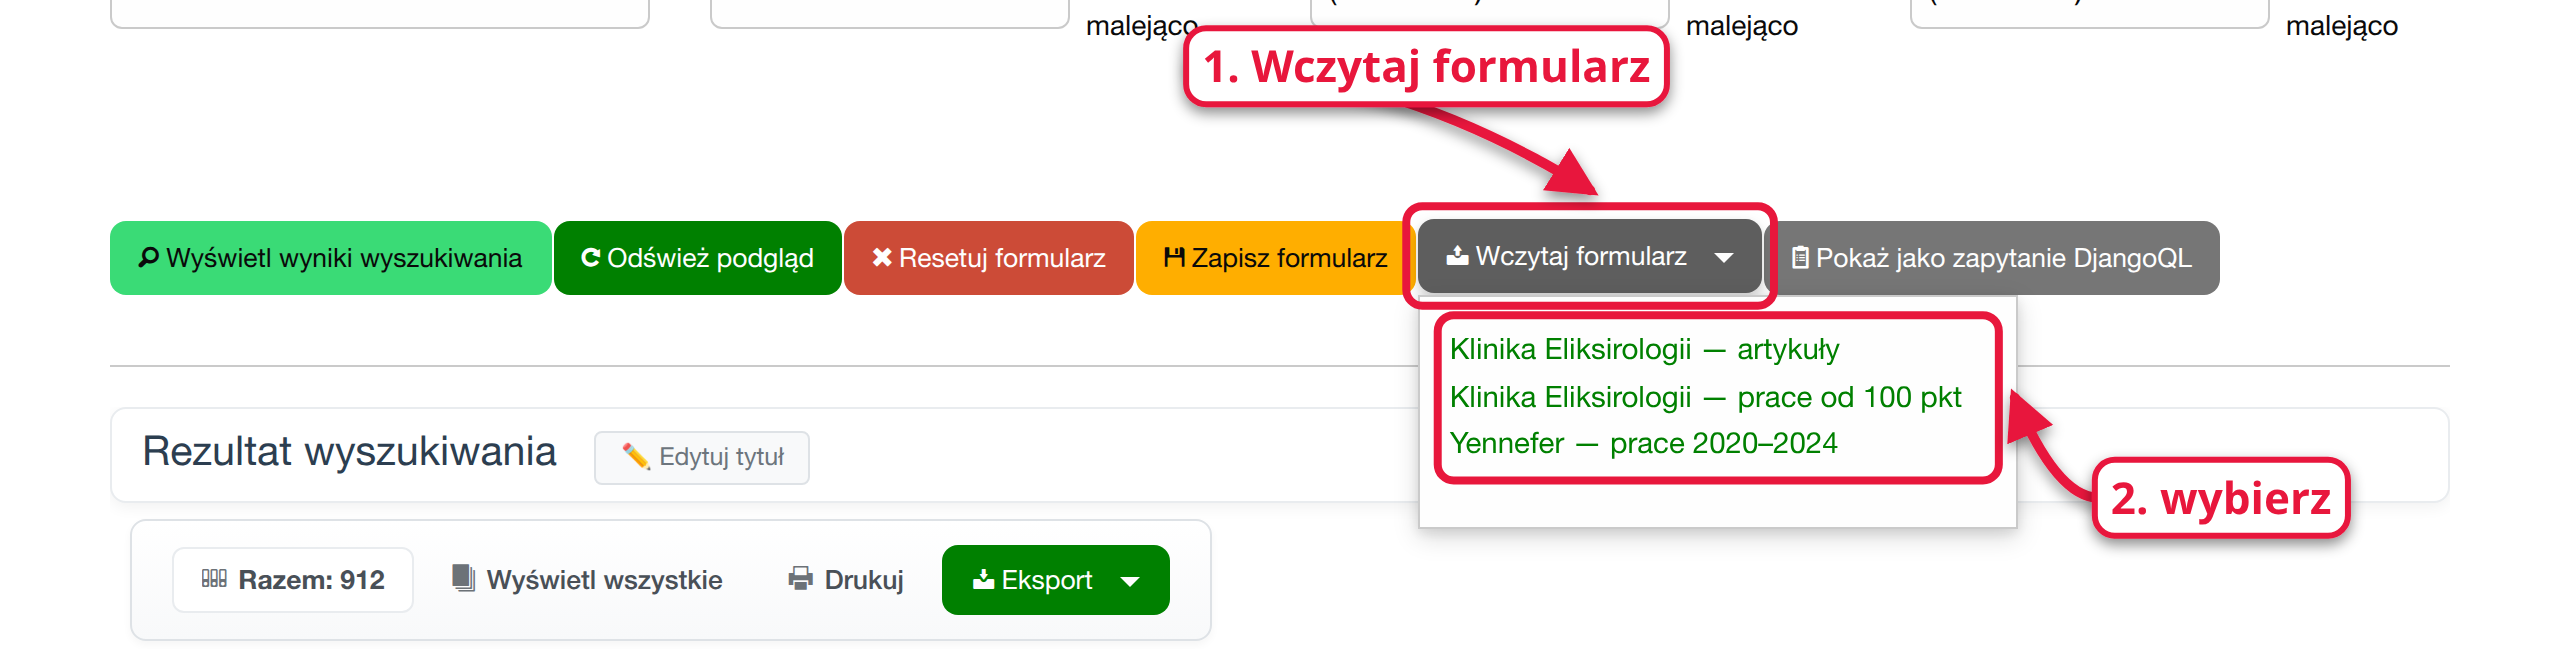 malejąco
malejąco
malejąco
1. Wczytaj formularz
Wyświetl wyniki wyszukiwania
Odśwież podgląd
Resetuj formularz
Zapisz formularz
Wczytaj formularz
Pokaż jako zapytanie DjangoQL
Klinika Eliksirologii — artykuły
Klinika Eliksirologii — prace od 100 pkt
Yennefer — prace 2020–2024
Rezultat wyszukiwania
Edytuj tytuł
2. wybierz
Razem: 912
Wyświetl wszystkie
Drukuj
Eksport